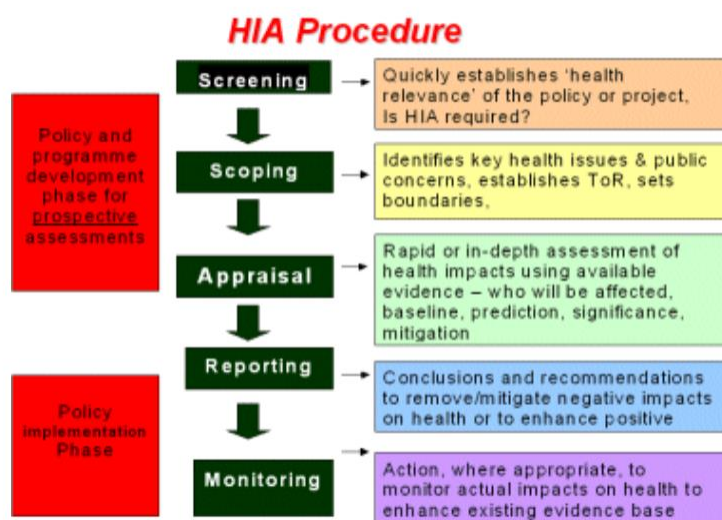 HIA Procedure
Policy and
programme
development
phase for
prospective
assessments
Policy
implementation
Phase
Screening
Scoping
Appraisal
Reporting
Monitoring
Quickly establishes ‘health
relevance’ of the policy or project,
Is HIA required?
Identifies key health issues & public
concerns, establishes ToR, sets
boundaries,
Rapid or in-depth assessment of
health impacts using available
evidence – who will be affected,
baseline, prediction, significance,
mitigation
Conclusions and recommendations
to remove/mitigate negative impacts
on health or to enhance positive
Action, where appropriate, to
monitor actual impacts on health to
enhance existing evidence base